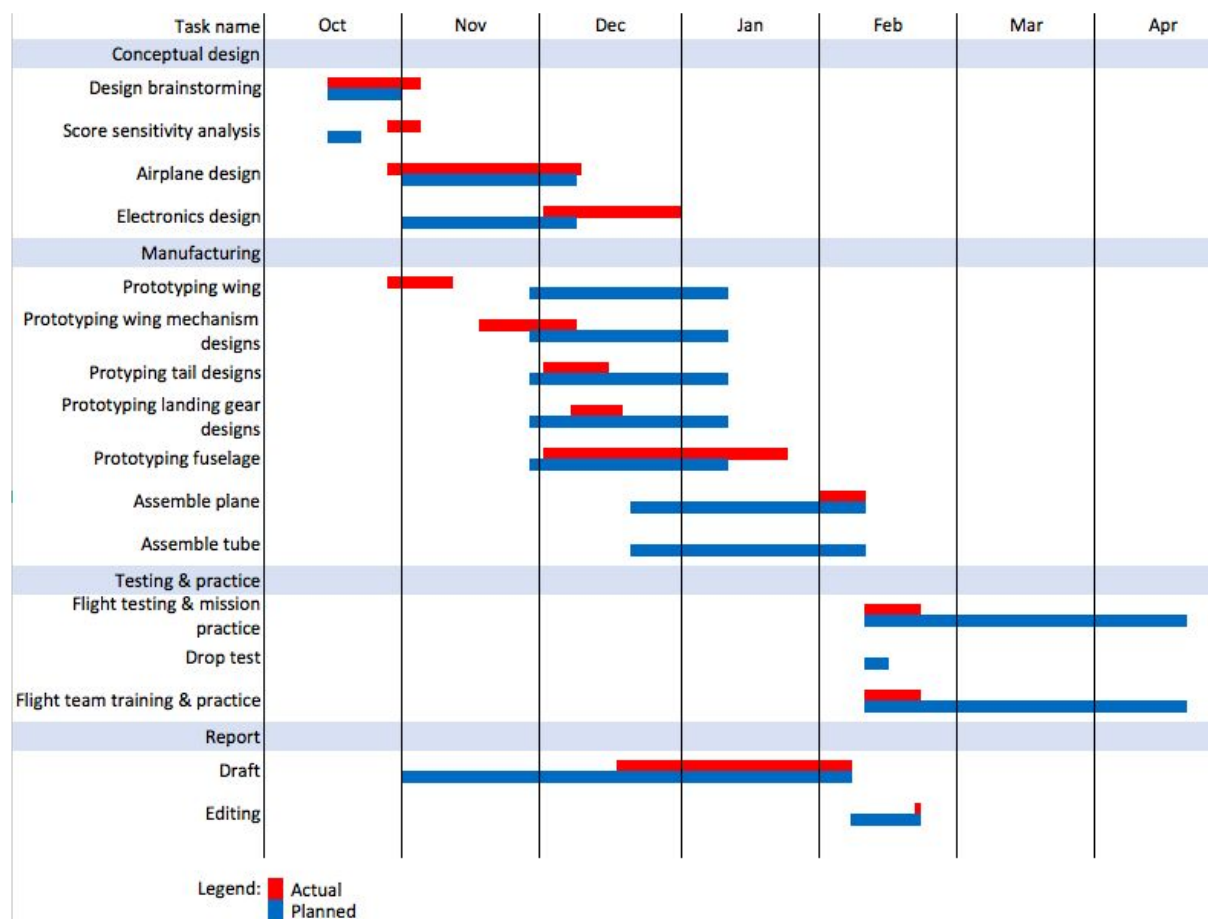 Task name Oct Nov Dec Jan Feb Mar Apr
Conceptual design
Design brainstorming
Score sensitivity analysis
Airplane design
Electronics design
Manufacturing
Prototyping wing
Prototyping wing mechanism
designs
Protyping tail designs
Prototyping landing gear
designs
Prototyping fuselage
Assemble plane
Assemble tube
Testing & practice
Flight testing & mission
practice
Drop test
Flight team training & practice
Report
Draft
Editing
Legend: Actual
Planned